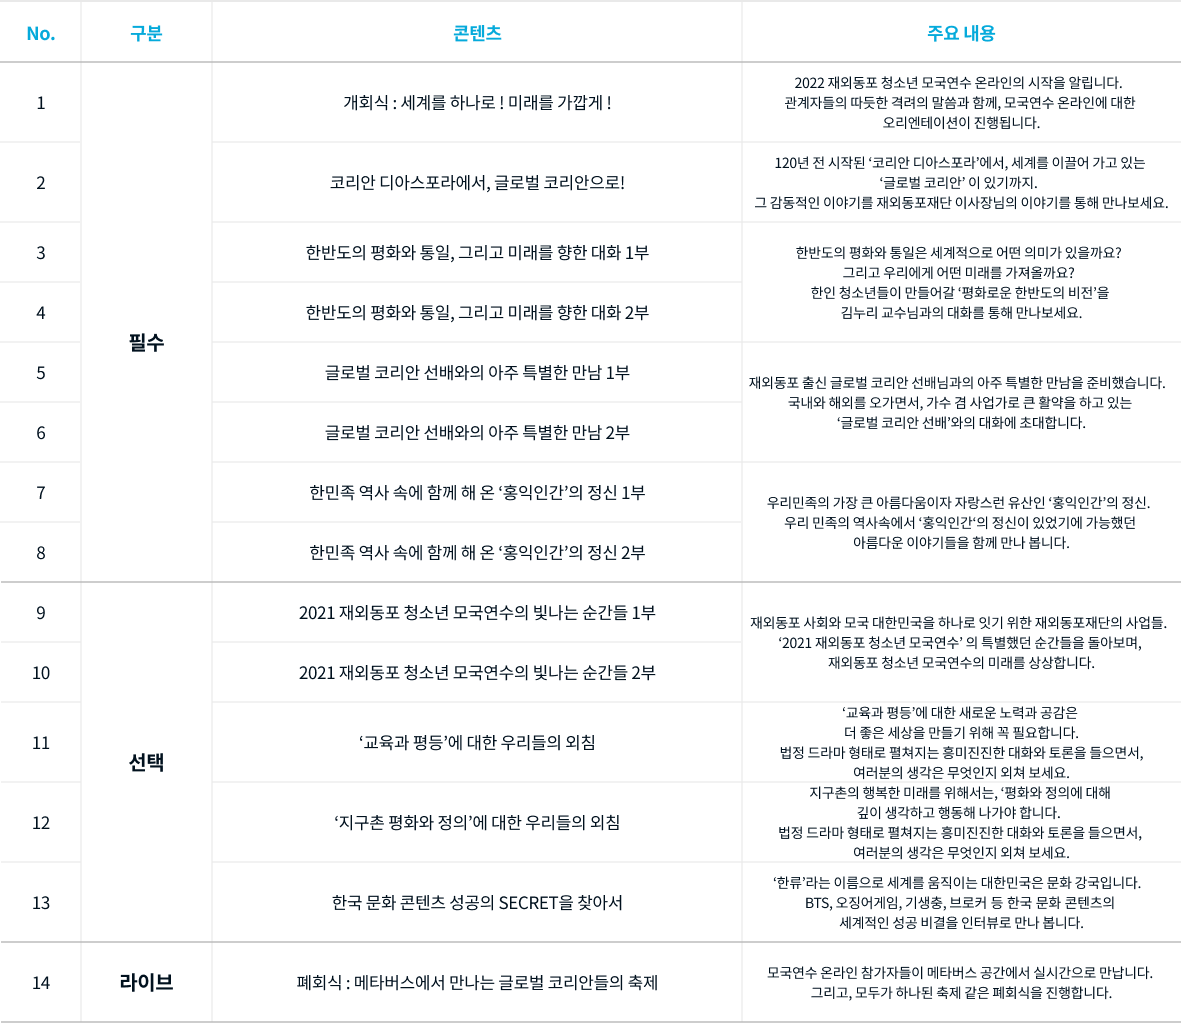 No.
구분
콘텐츠
주요 내용
1
필수
개회식 : 세계를 하나로 ! 미래를 가깝게 !
2022 재외동포 청소년 모국연수 온라인의 시작을 알립니다.
관계자들의 따듯한 격려의 말씀과 함께, 모국연수 온라인에 대한
오리엔테이션이 진행됩니다.
2
코리안 디아스포라에서, 글로벌 코리안으로!
120년 전 시작된 ‘코리안 디아스포라’에서, 세계를 이끌어 가고 있는
‘글로벌 코리안’ 이 있기까지.
그 감동적인 이야기를 재외동포재단 이사장님의 이야기를 통해 만나보세요.
3
한반도의 평화와 통일, 그리고 미래를 향한 대화 1부
4
한반도의 평화와 통일, 그리고 미래를 향한 대화 2부
한반도의 평화와 통일은 세계적으로 어떤 의미가 있을까요?
그리고 우리에게 어떤 미래를 가져올까요?
한인 청소년들이 만들어갈 ‘평화로운 한반도의 비전’을
김누리 교수님과의 대화를 통해 만나보세요.
5
글로벌 코리안 선배와의 아주 특별한 만남 1부
6
글로벌 코리안 선배와의 아주 특별한 만남 2부
재외동포 출신 글로벌 코리안 선배님과의 아주 특별한 만남을 준비했습니다.
국내와 해외를 오가면서, 가수 겸 사업가로 큰 활약을 하고 있는
‘글로벌 코리안 선배’와의 대화에 초대합니다.
7
한민족 역사 속에 함께 해 온 ‘홍익인간’의 정신 1부
8
한민족 역사 속에 함께 해 온 ‘홍익인간’의 정신 2부
우리민족의 가장 큰 아름다움이자 자랑스런 유산인 ‘홍익인간’의 정신.
우리 민족의 역사속에서 ‘홍익인간‘의 정신이 있었기에 가능했던
아름다운 이야기들을 함께 만나 봅니다.
9
선택
2021 재외동포 청소년 모국연수의 빛나는 순간들 1부
10
2021 재외동포 청소년 모국연수의 빛나는 순간들 2부
재외동포 사회와 모국 대한민국을 하나로 잇기 위한 재외동포재단의 사업들.
‘2021 재외동포 청소년 모국연수’ 의 특별했던 순간들을 돌아보며,
재외동포 청소년 모국연수의 미래를 상상합니다.
11
‘교육과 평등’에 대한 우리들의 외침
‘교육과 평등’에 대한 새로운 노력과 공감은
더 좋은 세상을 만들기 위해 꼭 필요합니다.
법정 드라마 형태로 펼쳐지는 흥미진진한 대화와 토론을 들으면서,
여러분의 생각은 무엇인지 외쳐 보세요.
12
‘지구촌 평화와 정의’에 대한 우리들의 외침
지구촌의 행복한 미래를 위해서는, ‘평화와 정의에 대해
깊이 생각하고 행동해 나가야 합니다.
법정 드라마 형태로 펼쳐지는 흥미진진한 대화와 토론을 들으면서,
여러분의 생각은 무엇인지 외쳐 보세요.
13
한국 문화 콘텐츠 성공의 SECRET을 찾아서
‘한류’라는 이름으로 세계를 움직이는 대한민국은 문화 강국입니다.
BTS, 오징어게임, 기생충, 브로커 등 한국 문화 콘텐츠의
세계적인 성공 비결을 인터뷰로 만나 봅니다.
14
라이브
폐회식 : 메타버스에서 만나는 글로벌 코리안들의 축제
모국연수 온라인 참가자들이 메타버스 공간에서 실시간으로 만납니다.
그리고, 모두가 하나된 축제 같은 폐회식을 진행합니다.